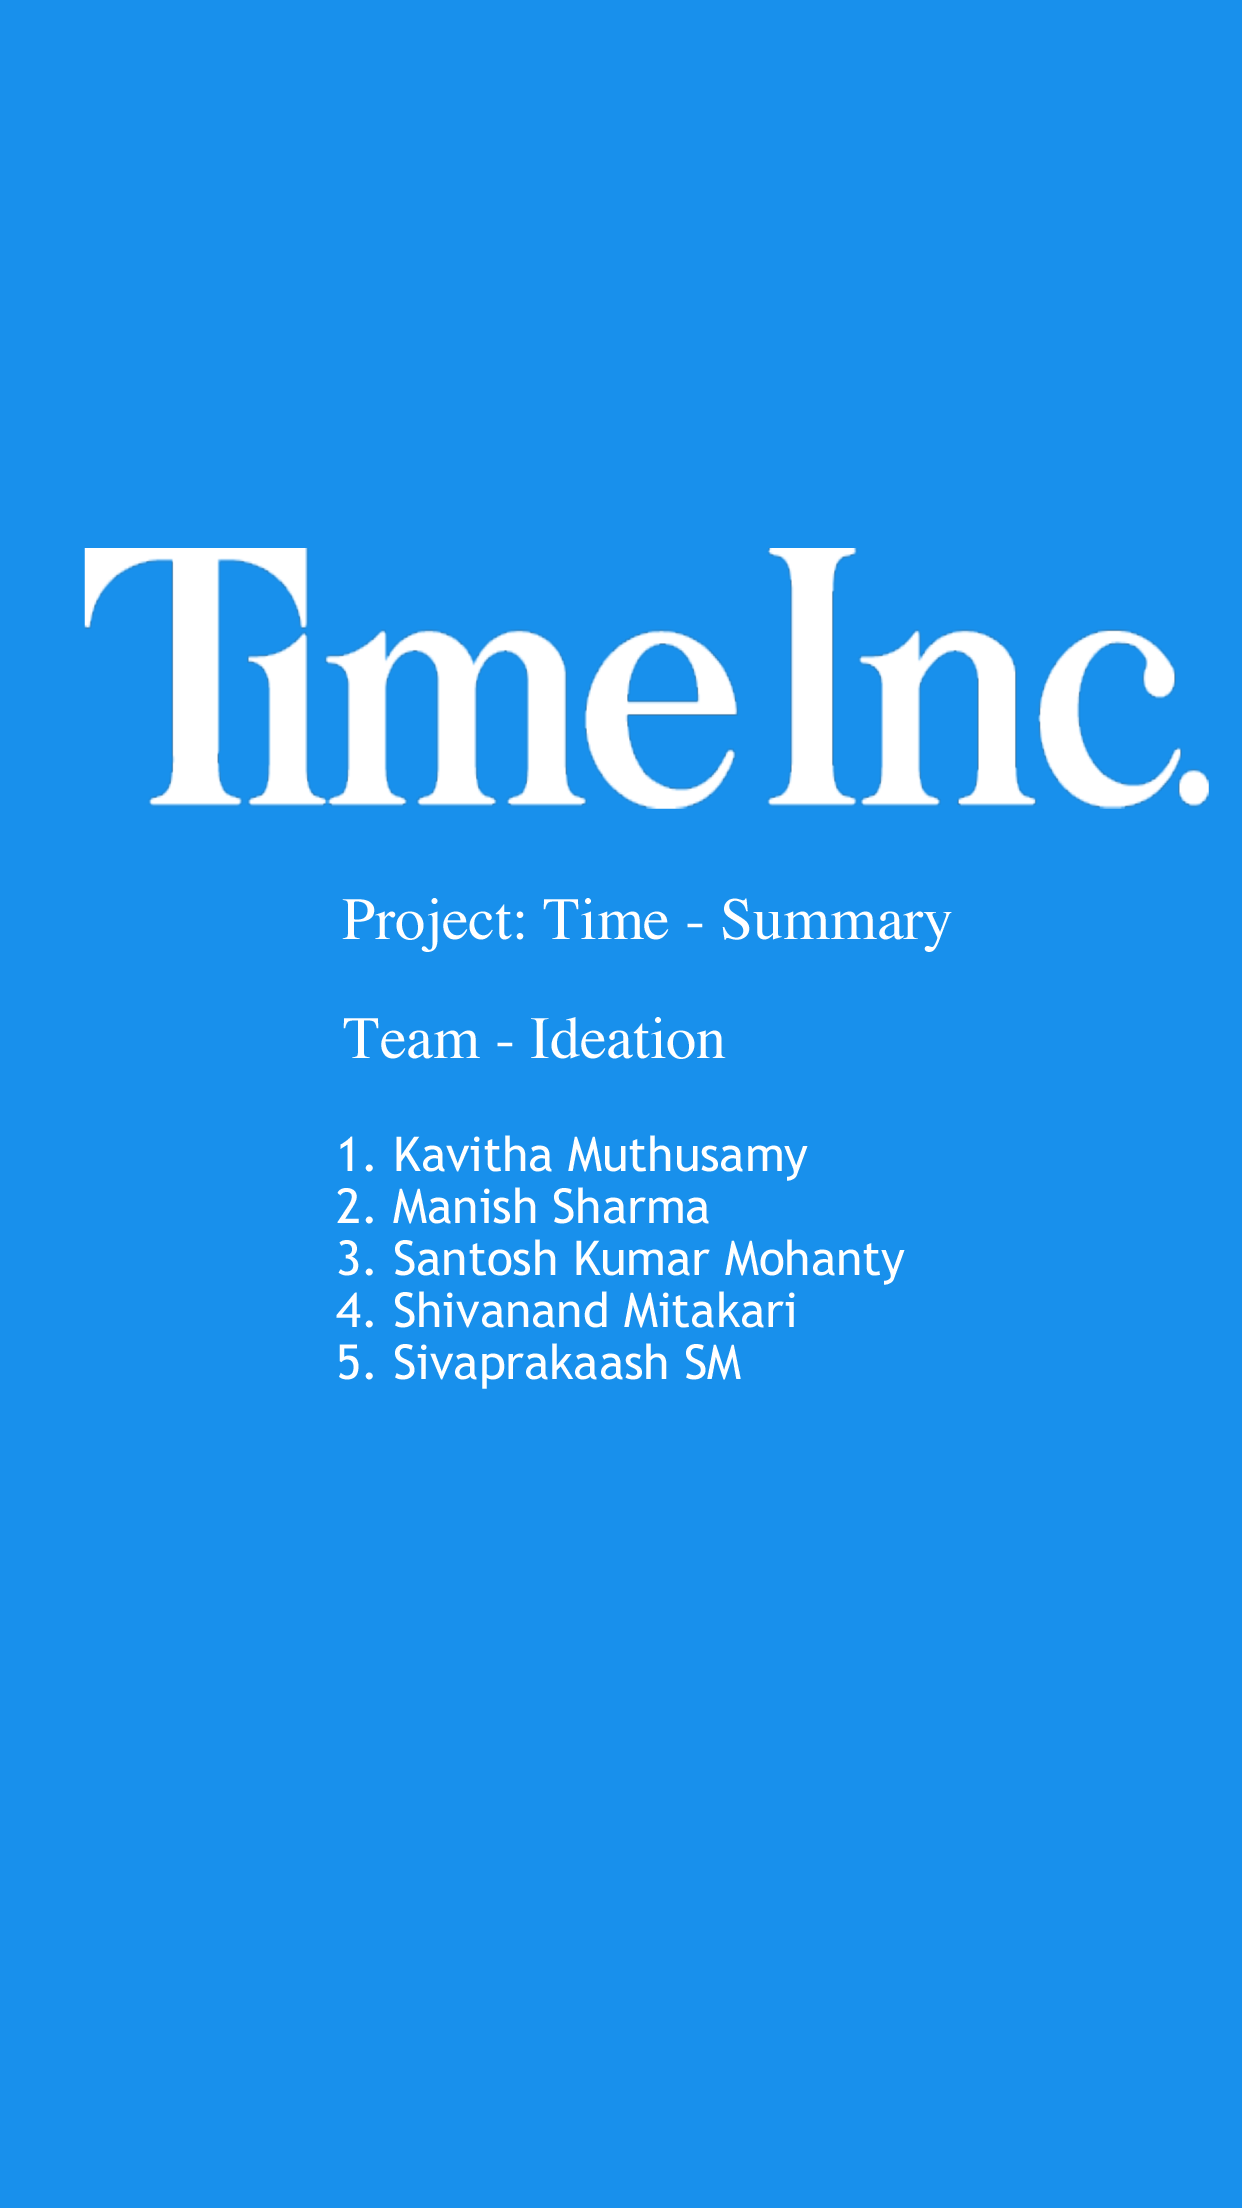 Time Inc.
Project: Time - Summary
Team - Ideation
1. Kavitha Muthusamy
2. Manish Sharma
3. Santosh Kumar Mohanty
4. Shivanand Mitakari
5. Sivaprakaash SM